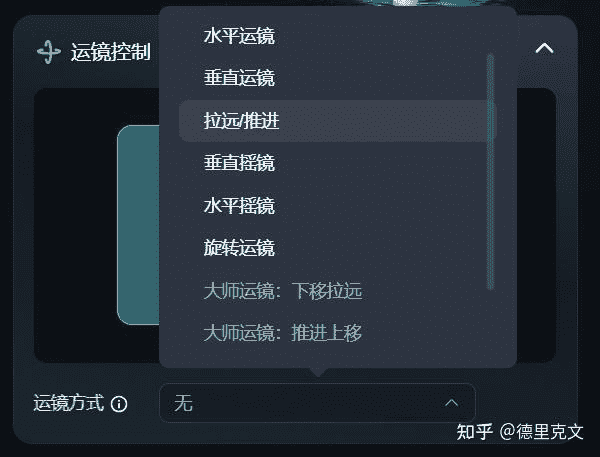 运镜控制
水平运镜
垂直运镜
拉远/推进
垂直摇镜
水平摇镜
旋转运镜
大师运镜：下移拉远
大师运镜：推进上移
运镜方式
无
知乎 @德里克文